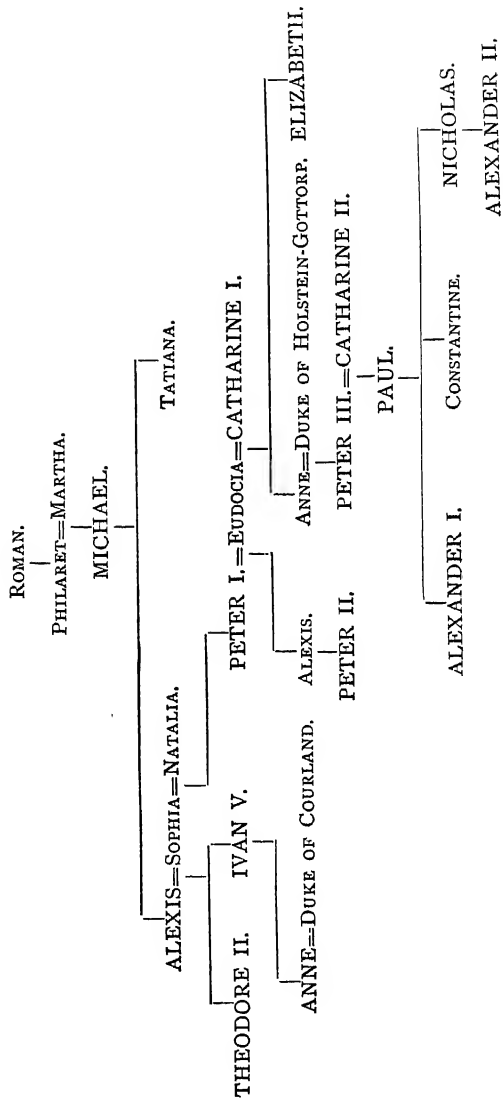 ROMAN.
PHILARET=MARTHA.
MICHAEL.
TATIANA.
ALEXIS=SOPHIA=NATALIA.
THEODORE II. IVAN V. PETER I.=EUDOCIA=CATHARINE I.
ANNE=DUKE OF COURLAND. ALEXIS. ANNE=DUKE OF HOLSTEIN-GOTTORP. ELIZABETH.
PETER II. PETER III.=CATHARINE II.
PAUL.
ALEXANDER I. CONSTANTINE. NICHOLAS.
ALEXANDER II.